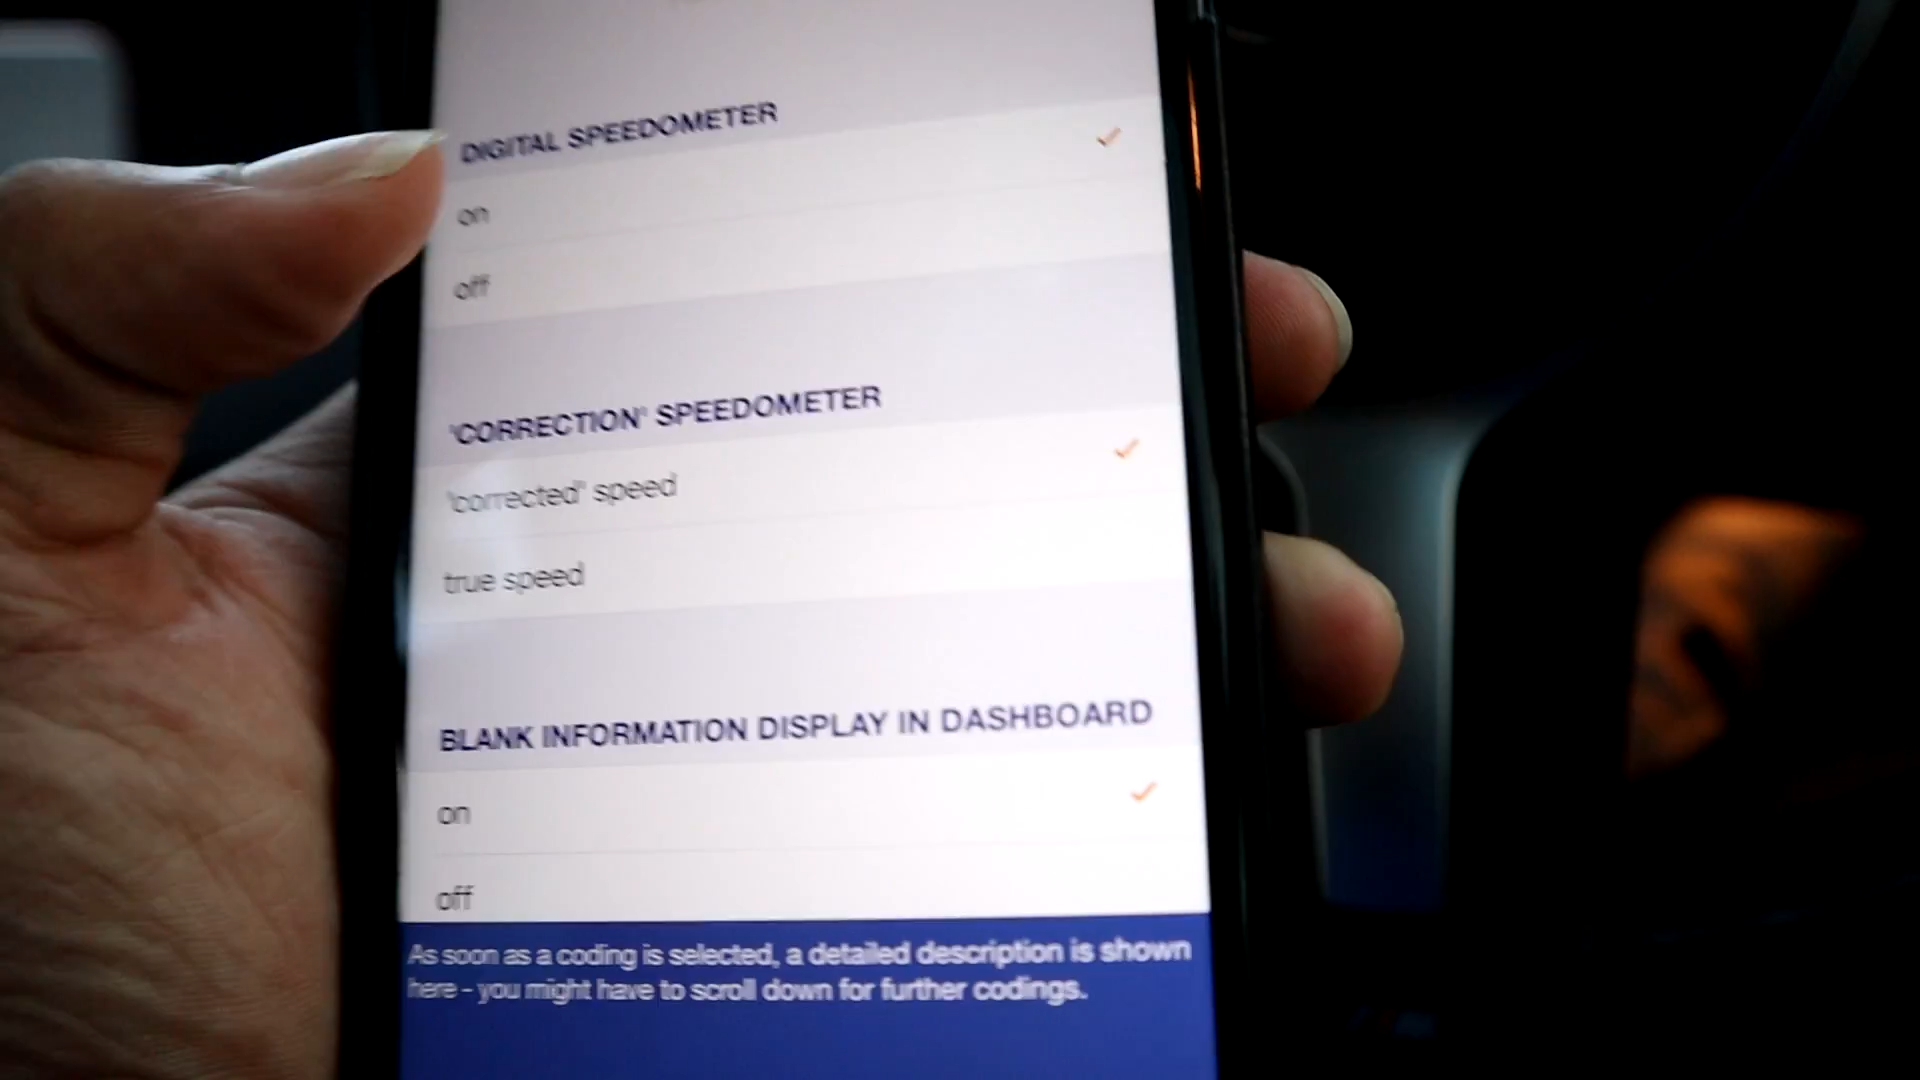 DIGITAL SPEEDOMETER
on
off
'CORRECTION' SPEEDOMETER
'corrected' speed
true speed
BLANK INFORMATION DISPLAY IN DASHBOARD
on
off
As soon as a coding is selected, a detailed description is shown
here - you might have to scroll down for further codings.